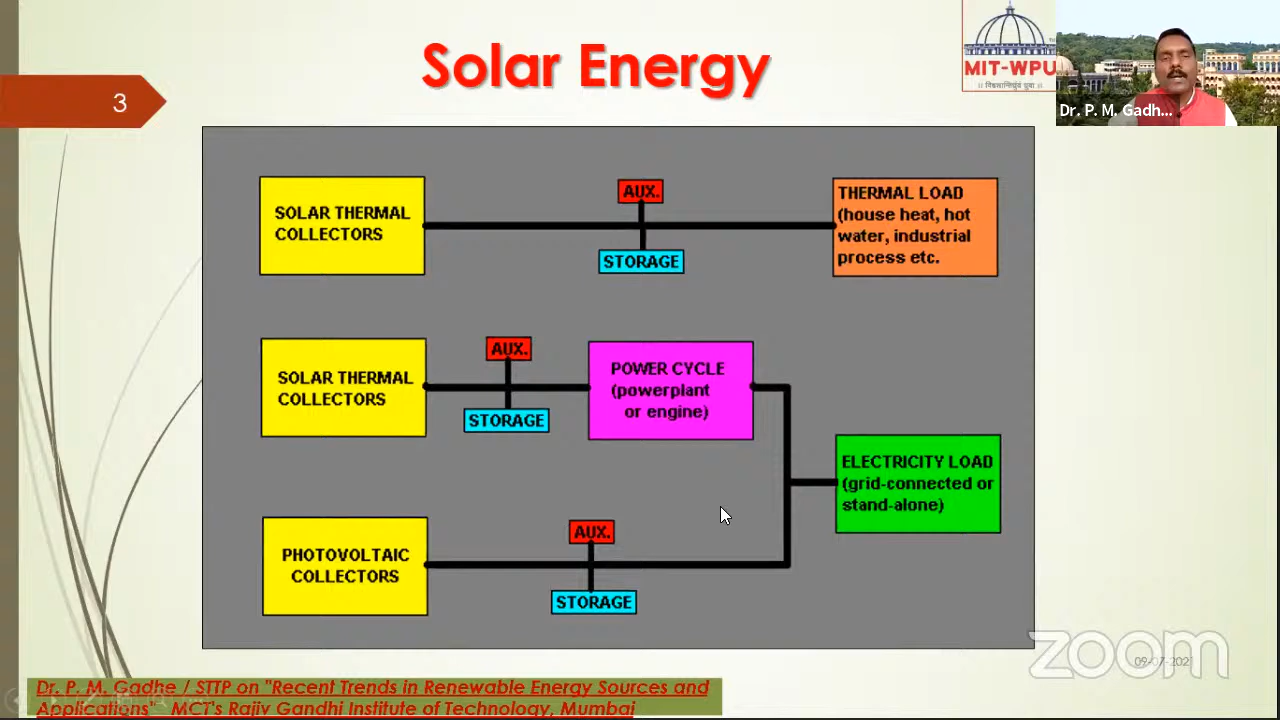 Solar Energy
3
MIT-WPU
Dr. P. M. Gadh...
AUX.
SOLAR THERMAL
COLLECTORS
STORAGE
THERMAL LOAD
(house heat, hot
water, industrial
process etc.
SOLAR THERMAL
COLLECTORS
AUX.
STORAGE
POWER CYCLE
(powerplant
or engine)
ELECTRICITY LOAD
(grid-connected or
stand-alone)
PHOTOVOLTAIC
COLLECTORS
AUX.
STORAGE
zoom
09-07-2021
Dr. P. M. Gadhe / STTP on "Recent Trends in Renewable Energy Sources and
Applications" MCT's Rajiv Gandhi Institute of Technology, Mumbai